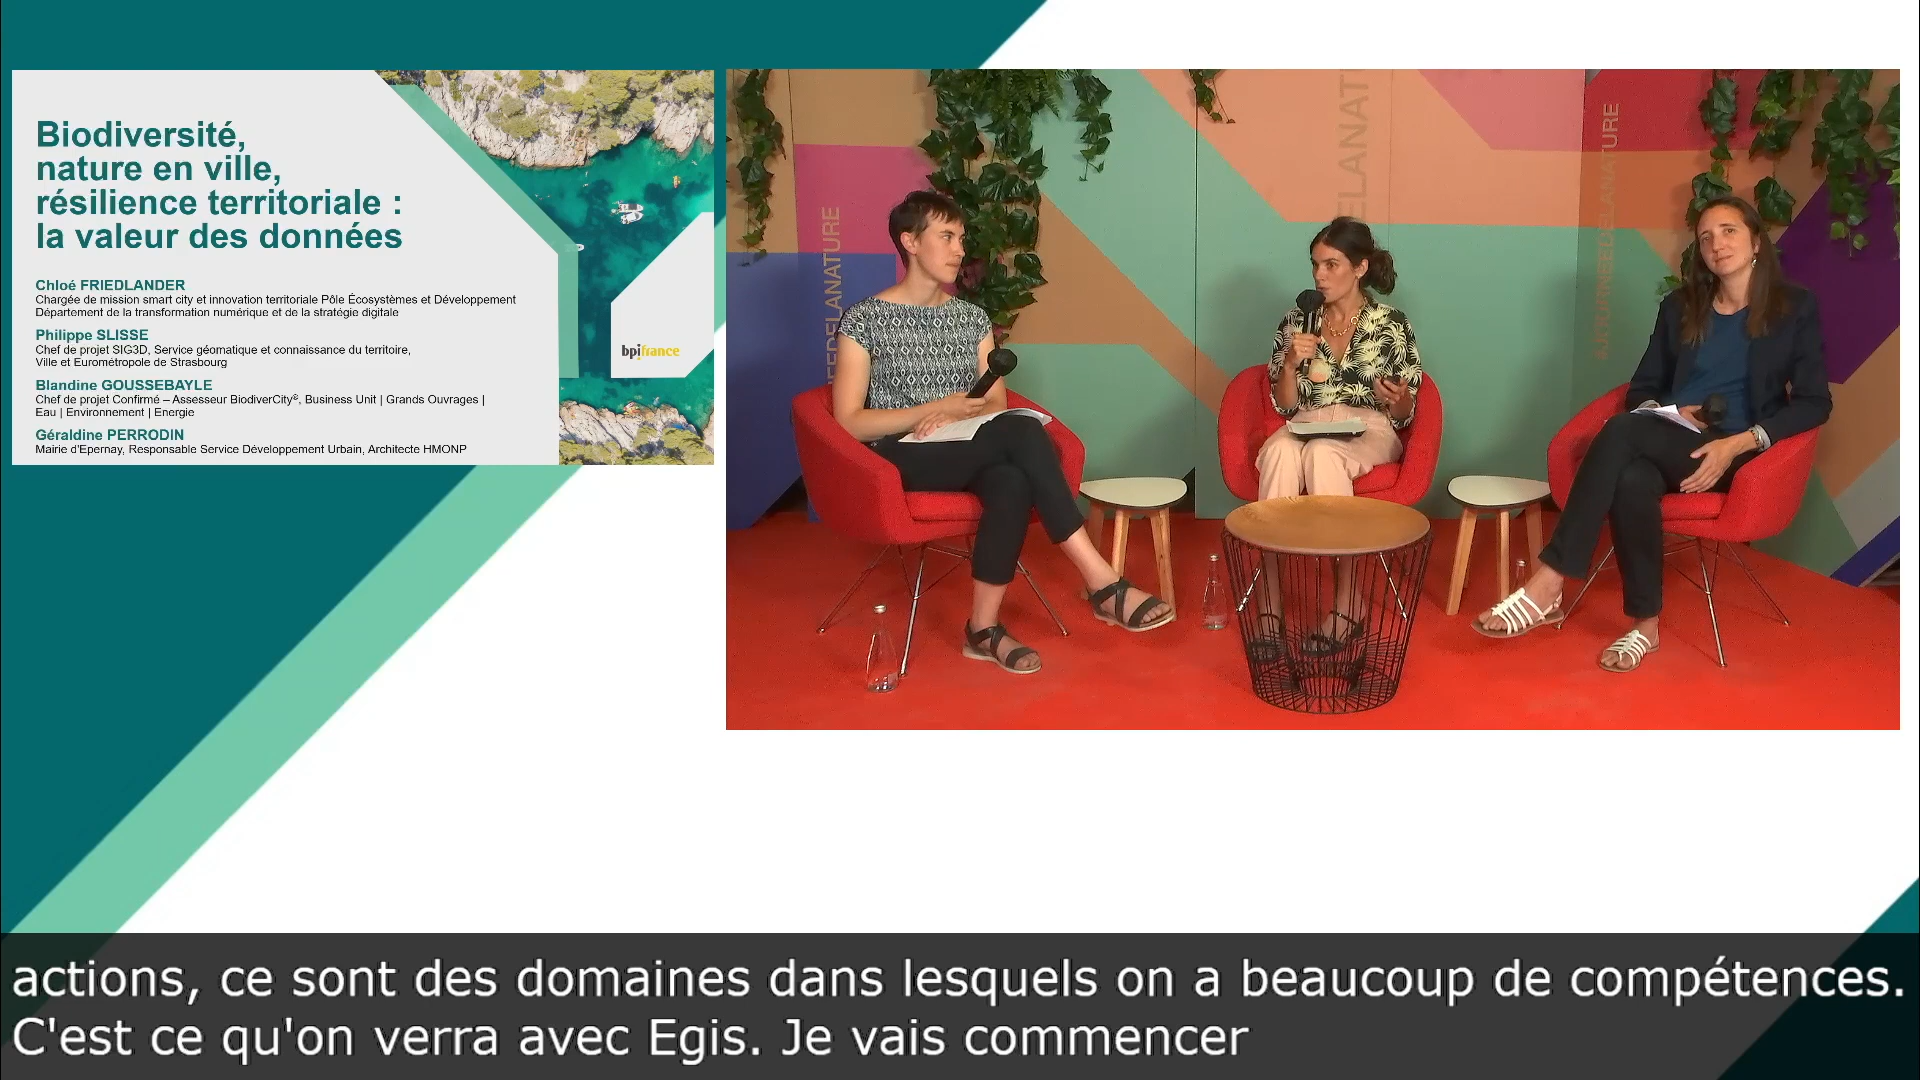 Biodiversité,
nature en ville,
résilience territoriale :
la valeur des données
Chloé FRIEDLANDER
Chargée de mission smart city et innovation territoriale Pôle Écosystèmes et Développement
Département de la transformation numérique et de la stratégie digitale
Philippe SLISSE
Chef de projet SIG3D, Service géomatique et connaissance du territoire,
Ville et Eurométropole de Strasbourg
Blandine GOUSSEBAYLE
Chef de projet Confirmé – Assesseur BiodiverCity®, Business Unit | Grands Ouvrages |
Eau | Environnement | Energie
Géraldine PERRODIN
Mairie d'Epernay, Responsable Service Développement Urbain, Architecte HMONP
bpifrance
actions, ce sont des domaines dans lesquels on a beaucoup de compétences.
C'est ce qu'on verra avec Egis. Je vais commencer